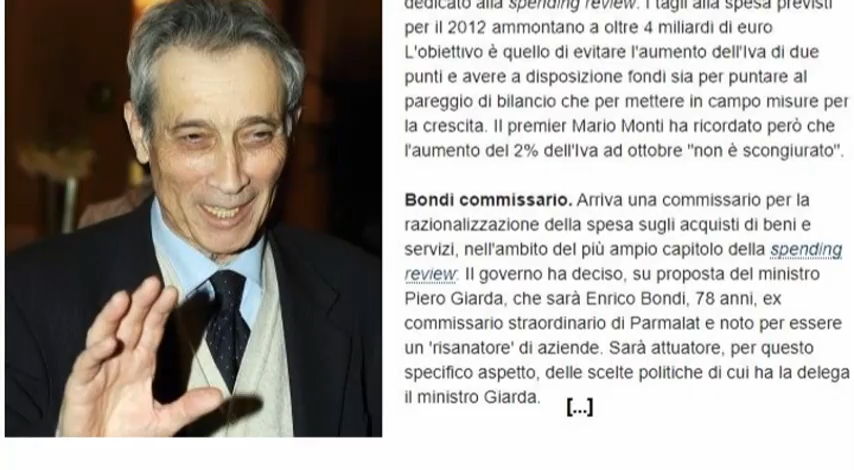 dedicato alla spending review. I tagli alla spesa previsti
per il 2012 ammontano a oltre 4 miliardi di euro
L'obiettivo è quello di evitare l'aumento dell'Iva di due
punti e avere a disposizione fondi sia per puntare al
pareggio di bilancio che per mettere in campo misure per
la crescita. Il premier Mario Monti ha ricordato però che
l'aumento del 2% dell'Iva ad ottobre "non è scongiurato".
Bondi commissario. Arriva una commissario per la
razionalizzazione della spesa sugli acquisti di beni e
servizi, nell'ambito del più ampio capitolo della spending
review. Il governo ha deciso, su proposta del ministro
Piero Giarda, che sarà Enrico Bondi, 78 anni, ex
commissario straordinario di Parmalat e noto per essere
un 'risanatore' di aziende. Sarà attuatore, per questo
specifico aspetto, delle scelte politiche di cui ha la delega
il ministro Giarda. [...]